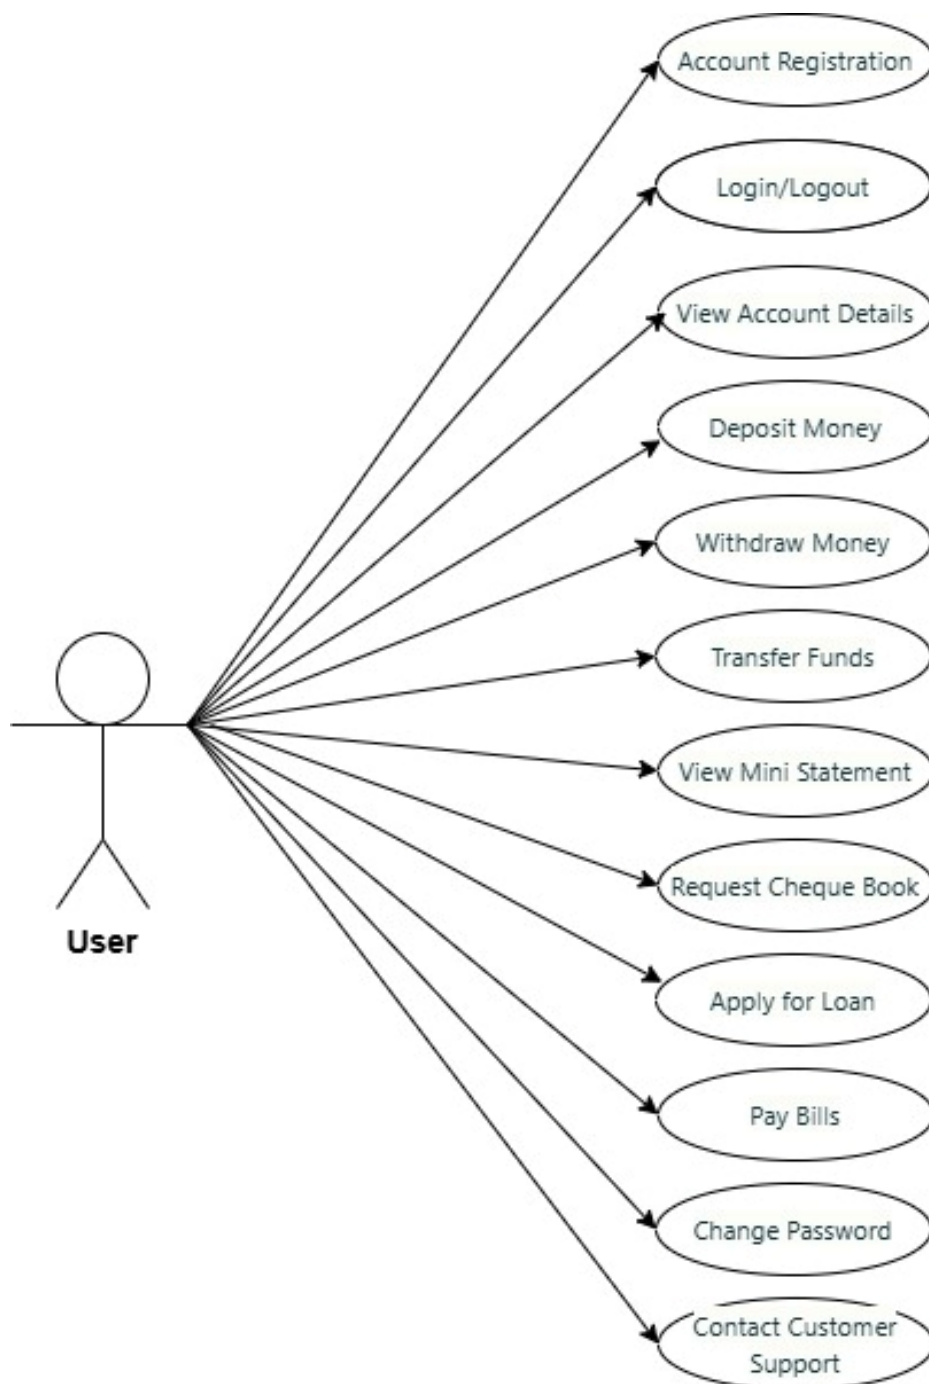 Account Registration
Login/Logout
View Account Details
Deposit Money
Withdraw Money
Transfer Funds
View Mini Statement
Request Cheque Book
User
Apply for Loan
Pay Bills
Change Password
Contact Customer
Support